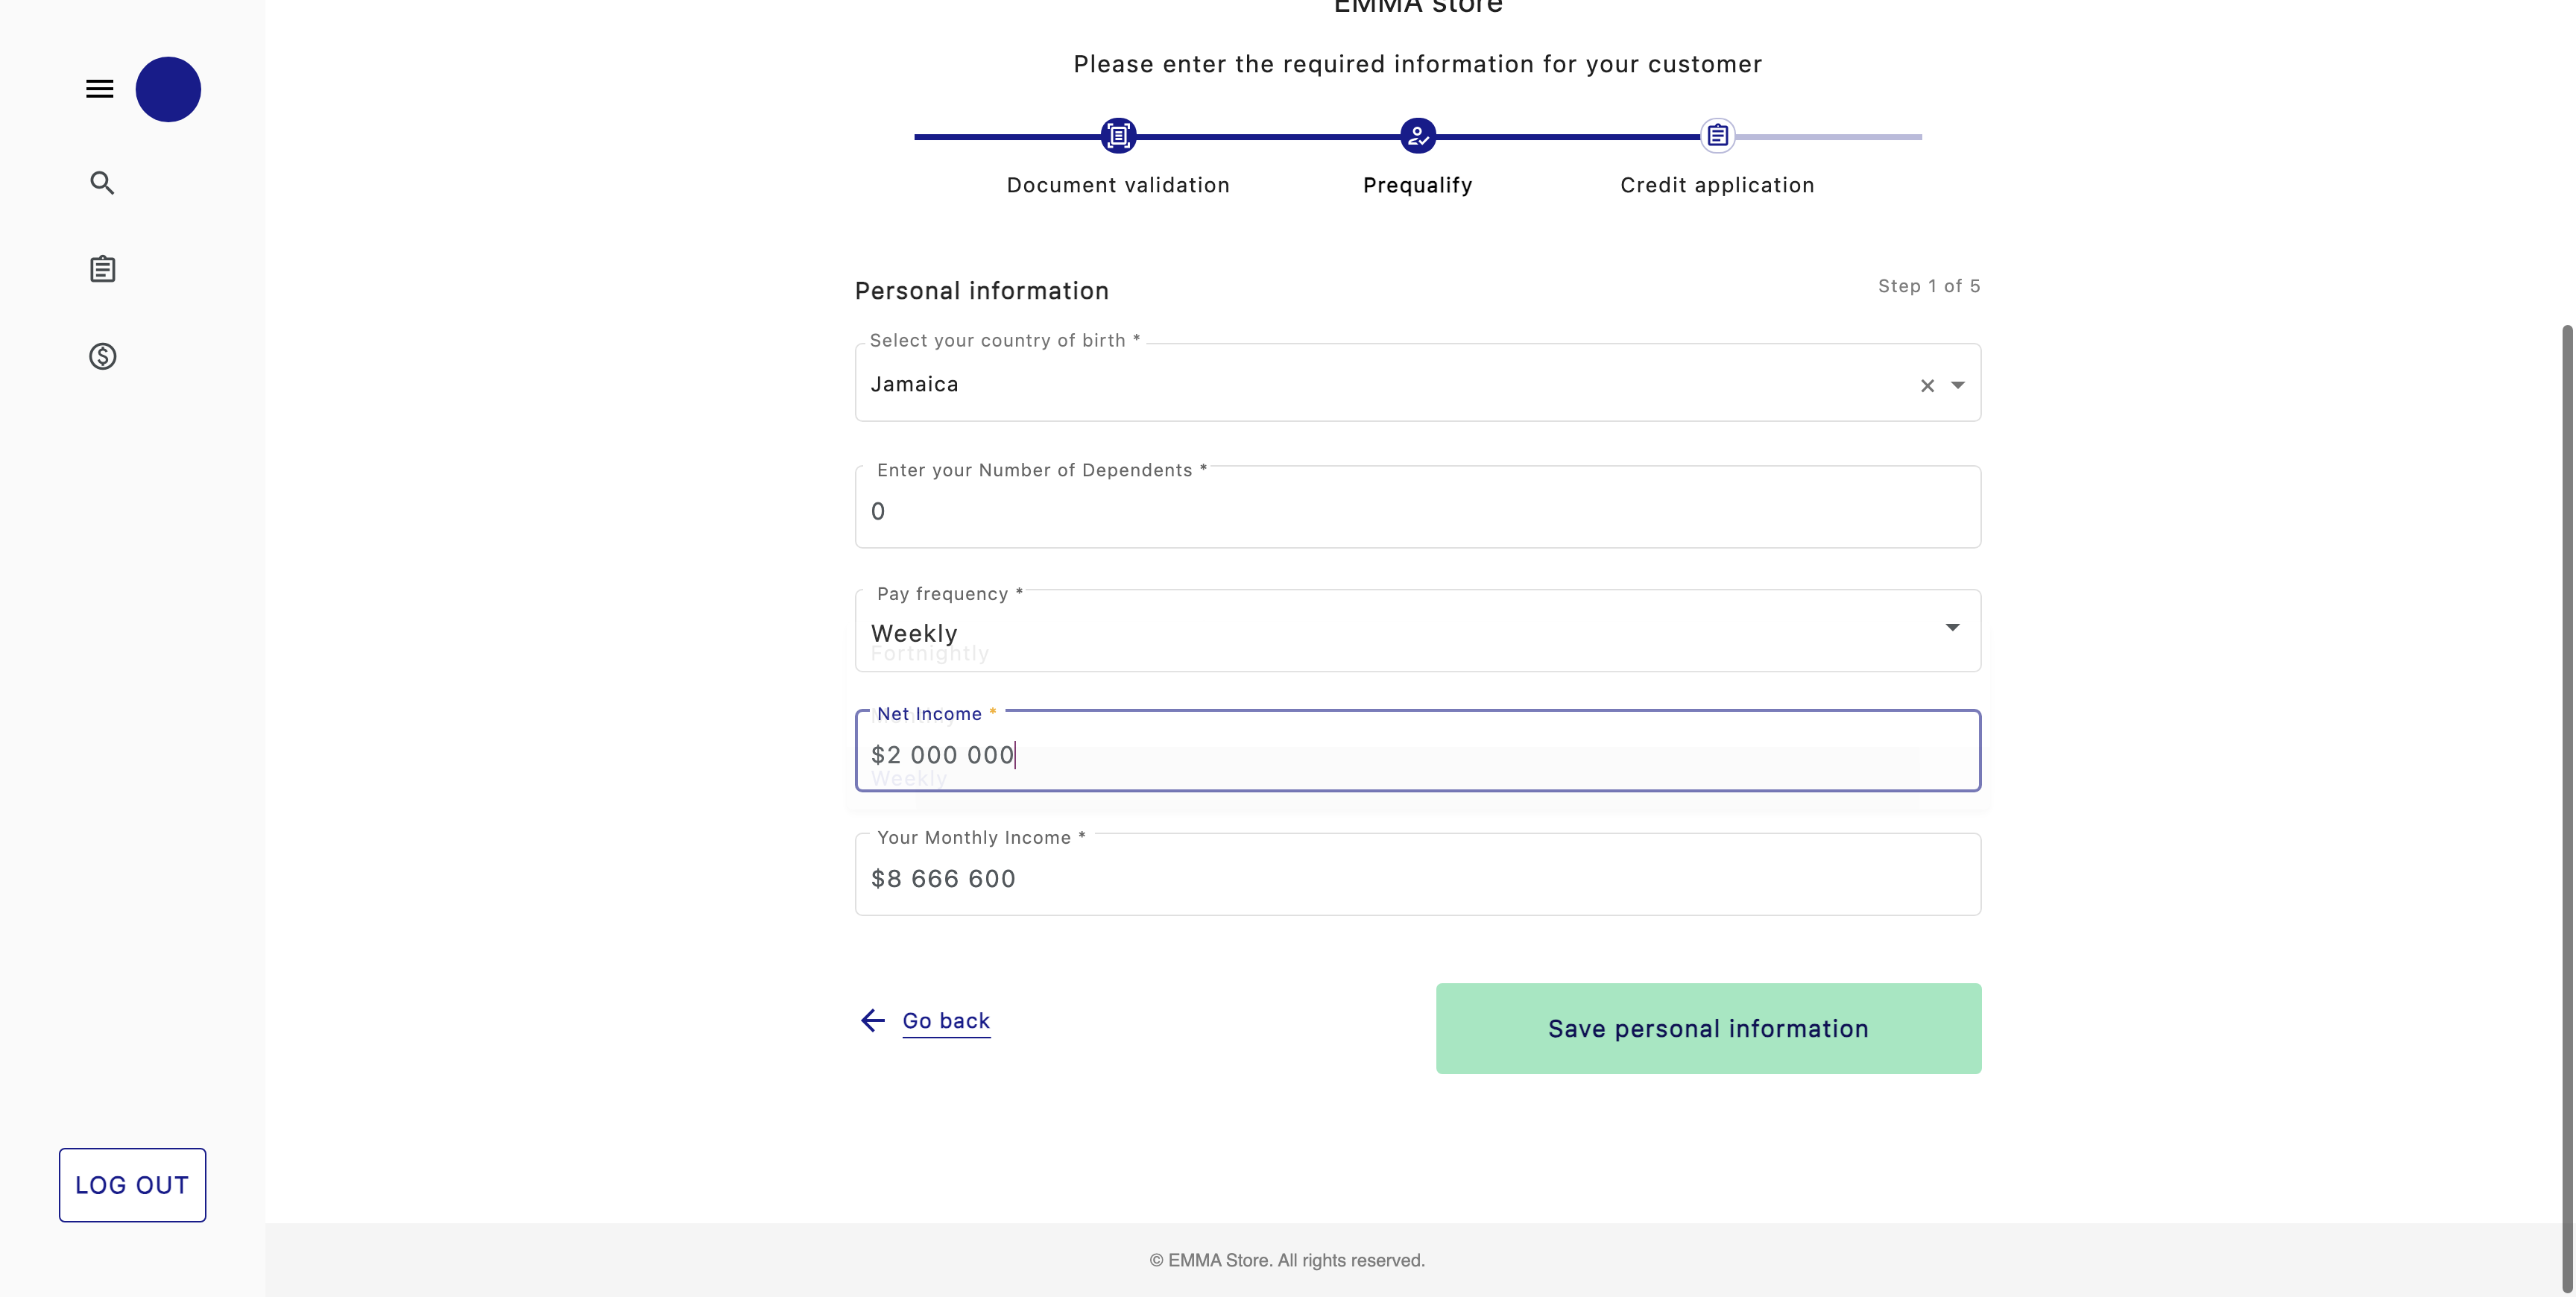 EMMA store
Please enter the required information for your customer
Document validation
Prequalify
Credit application
Personal information
Step 1 of 5
Select your country of birth *
Jamaica
Enter your Number of Dependents *
0
Pay frequency *
Weekly
Fortnightly
Net Income *
$2 000 000
Weekly
Your Monthly Income *
$8 666 600
Go back
Save personal information
LOG OUT
© EMMA Store. All rights reserved.